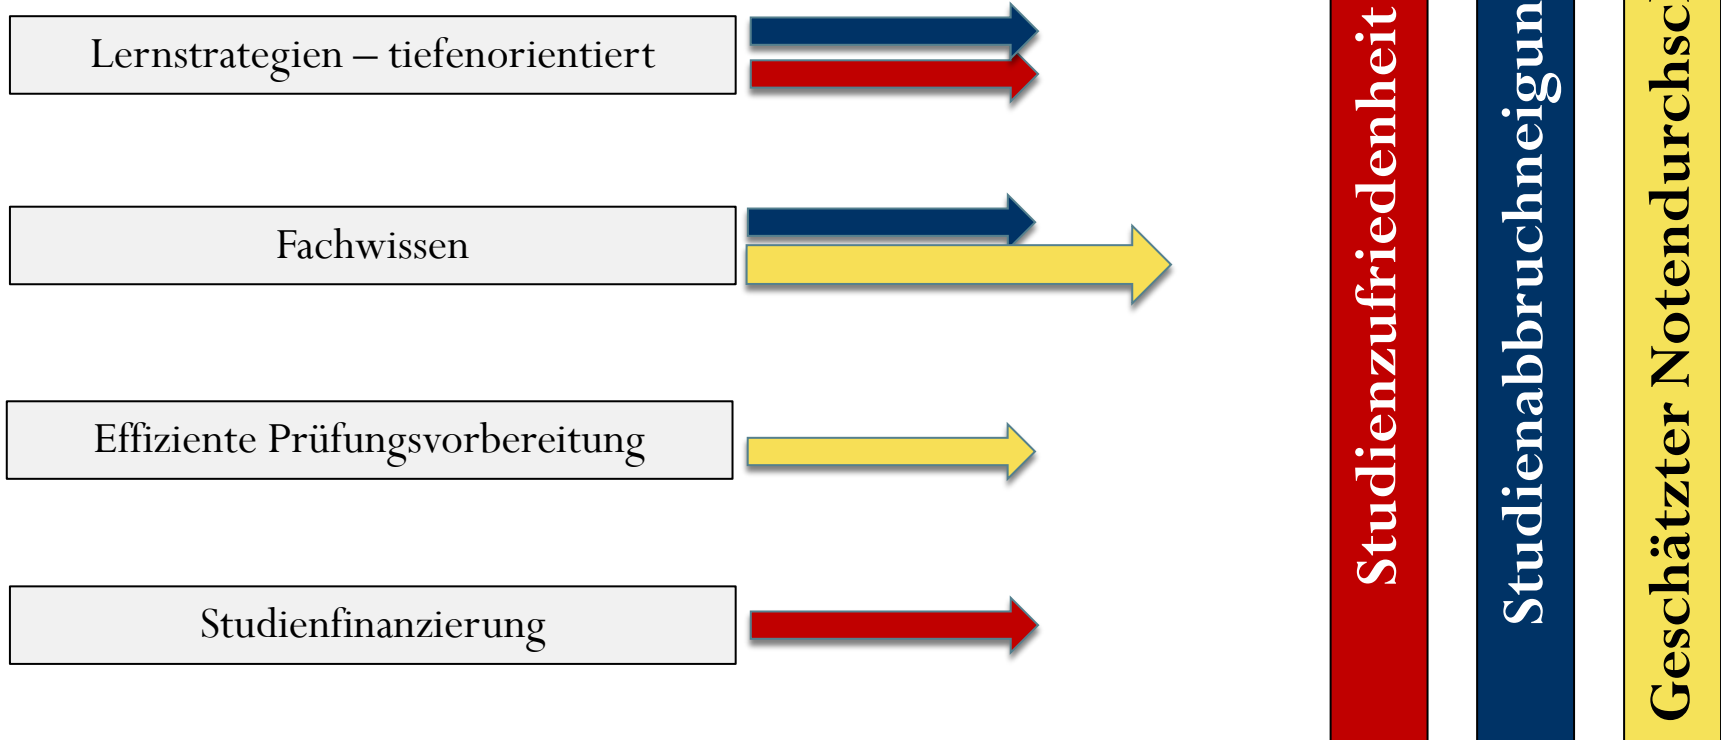 Lernstrategien – tiefenorientiert
Fachwissen
Effiziente Prüfungsvorbereitung
Studienfinanzierung
Studienzufriedenheit
Studienabbruchneigun
Geschätzter Notendurchsc